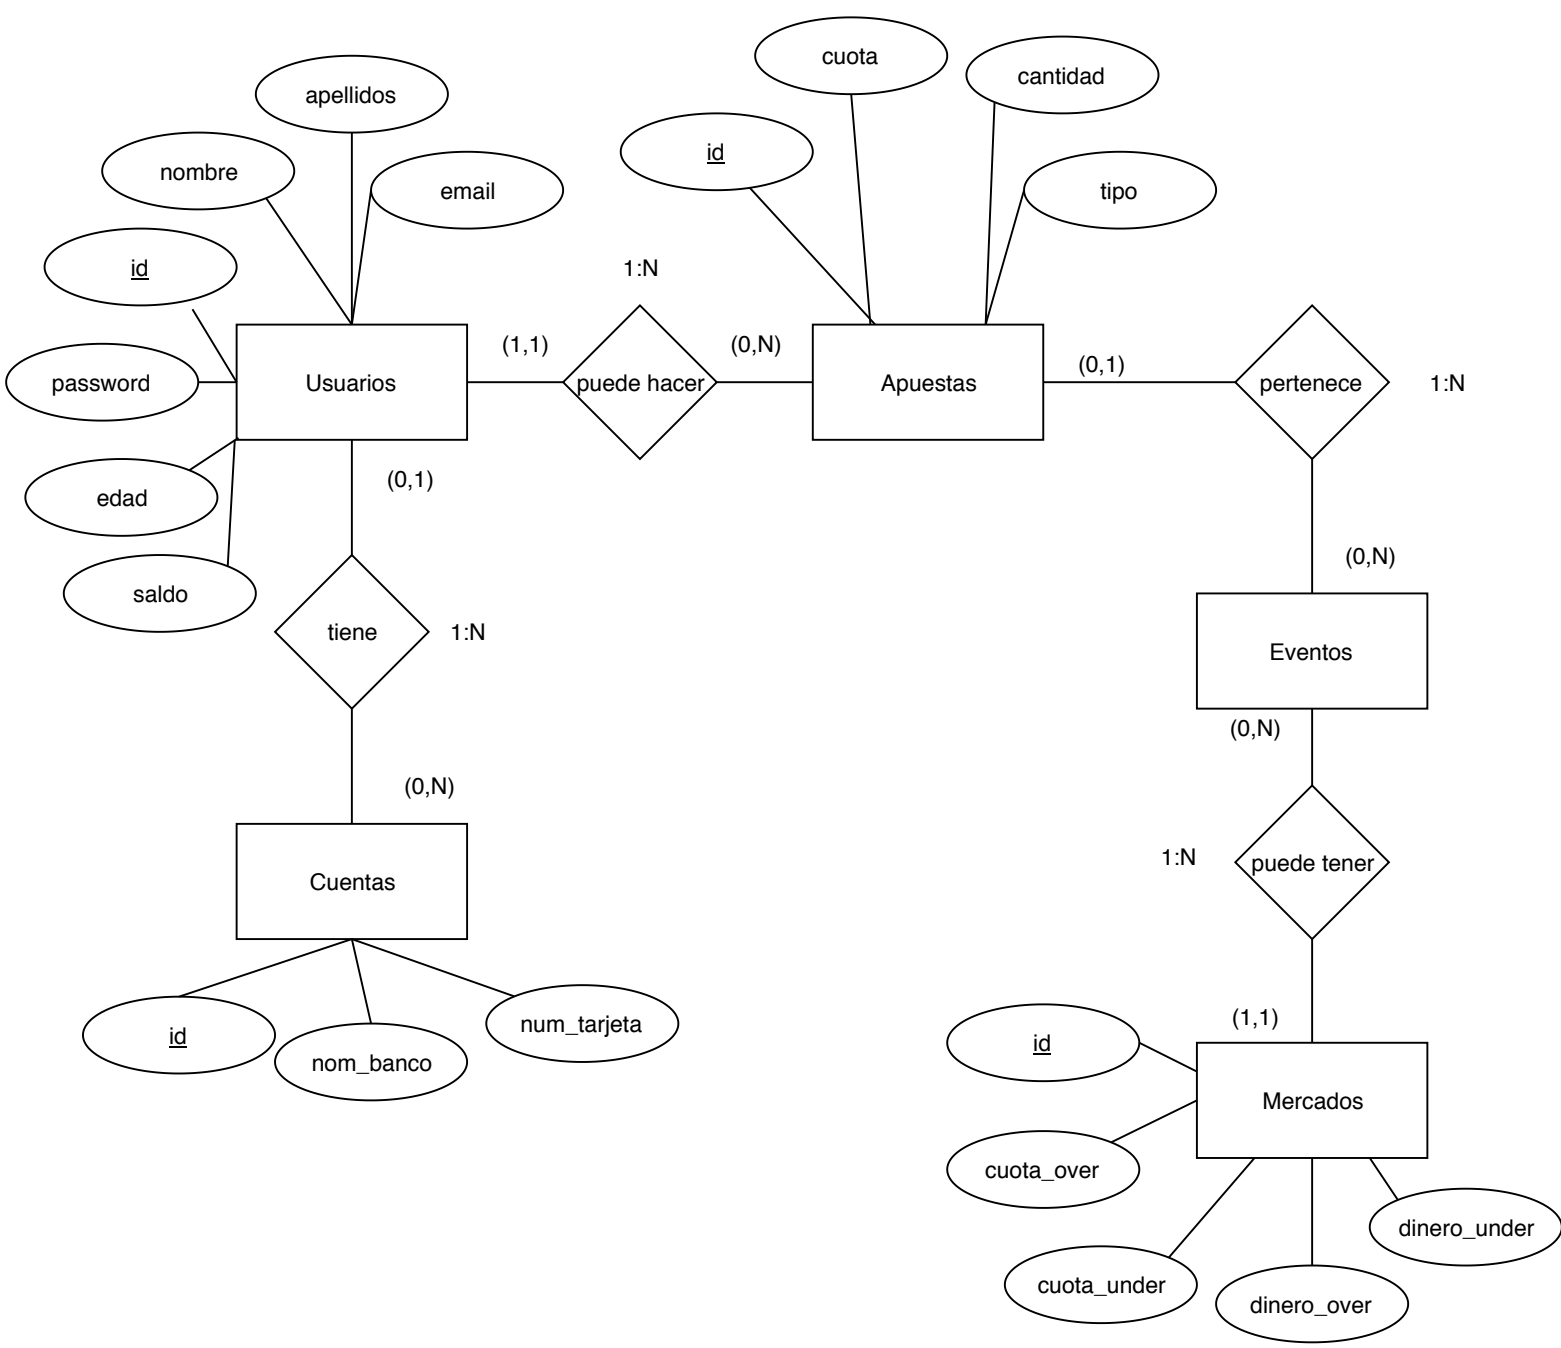 cuota
cantidad
apellidos
id
nombre
email
tipo
id
1:N
(1,1)
(0,N)
(0,1)
password
Usuarios
puede hacer
Apuestas
pertenece
1:N
(0,1)
edad
(0,N)
saldo
tiene
1:N
Eventos
(0,N)
(0,N)
1:N
puede tener
Cuentas
(1,1)
id
nom_banco
num_tarjeta
id
Mercados
cuota_over
dinero_under
cuota_under
dinero_over